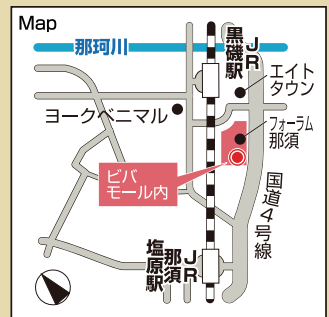 Map
那珂川
JR
黒磯駅
エイト
タウン
ヨークベニマル
フォーラム
那須
ビバ
モール内
国道4号線
JR
那須
塩原駅